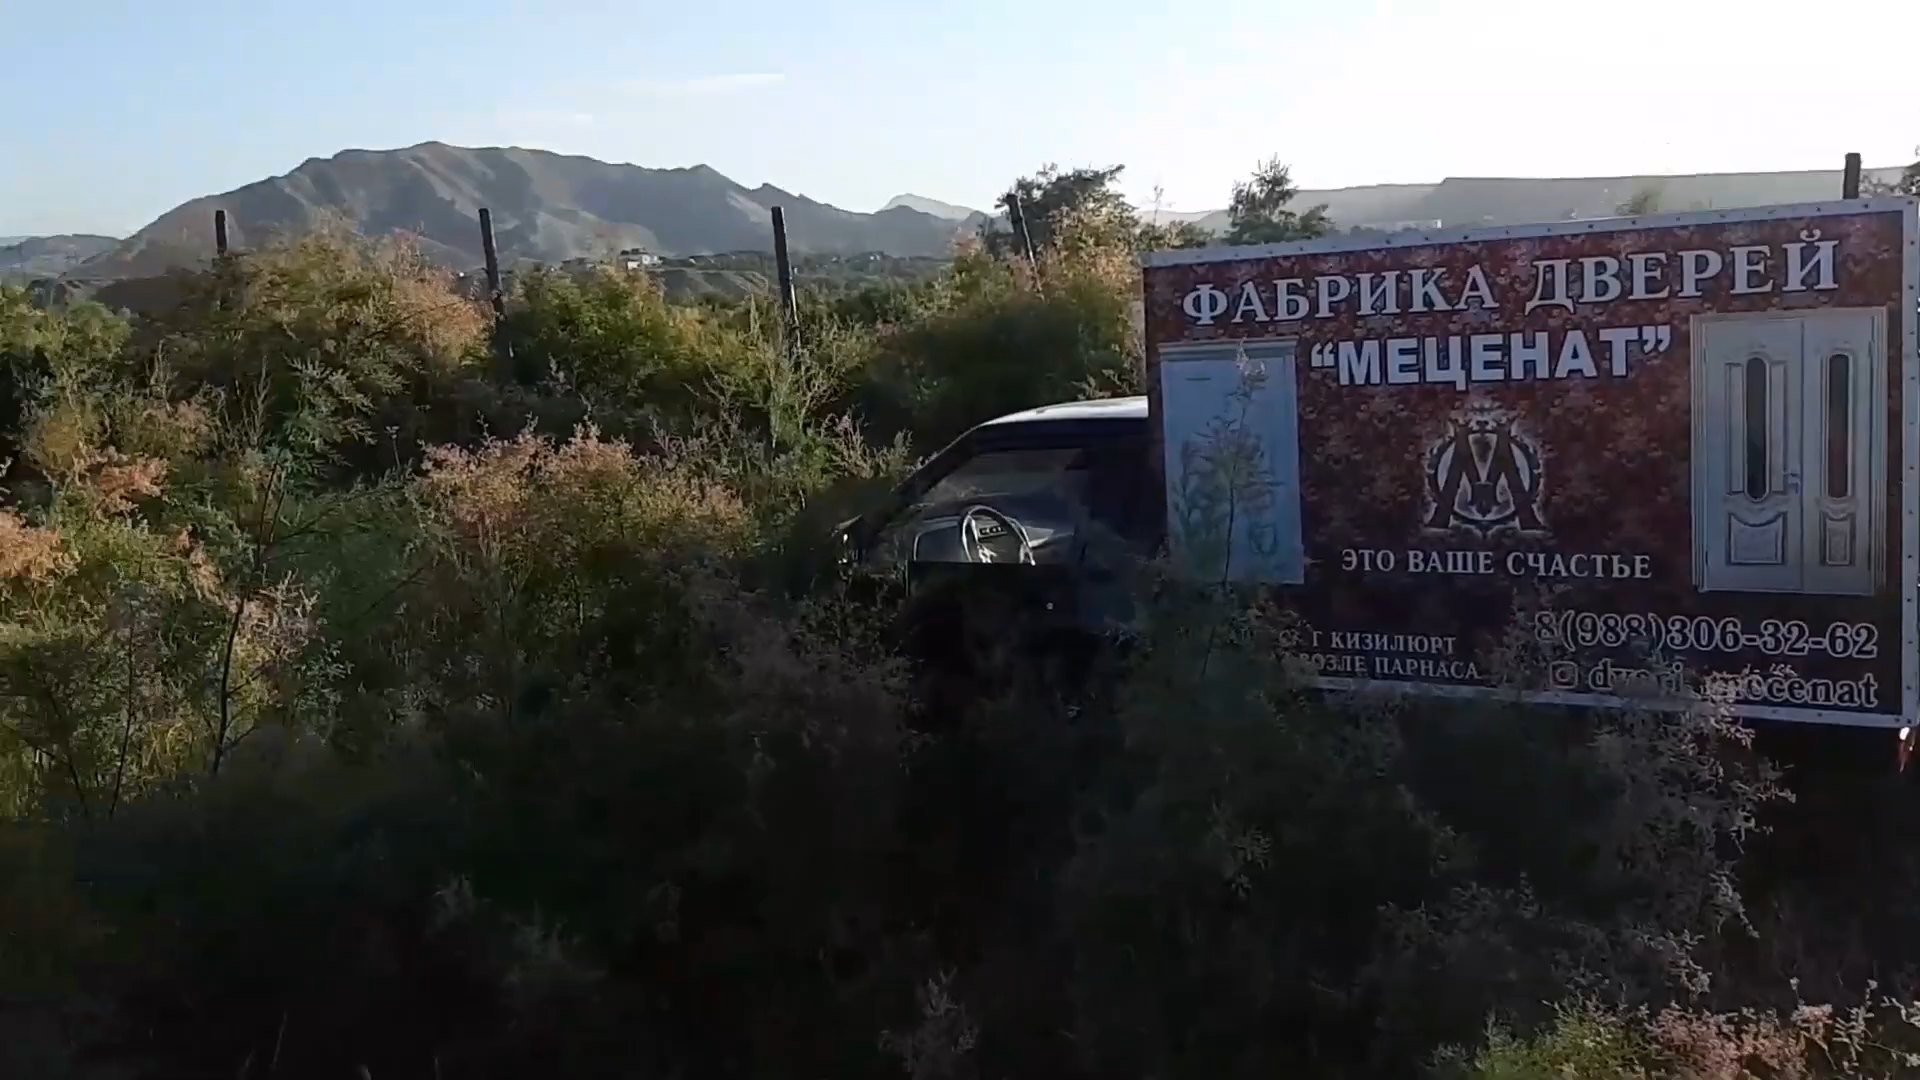 ФАБРИКА ДВЕРЕЙ
“МЕЦЕНАТ”
М
ЭТО ВАШЕ СЧАСТЬЕ
г КИЗИЛЮРТ
ВОЗЛЕ ПАРНАСА
8(988)306-32-62